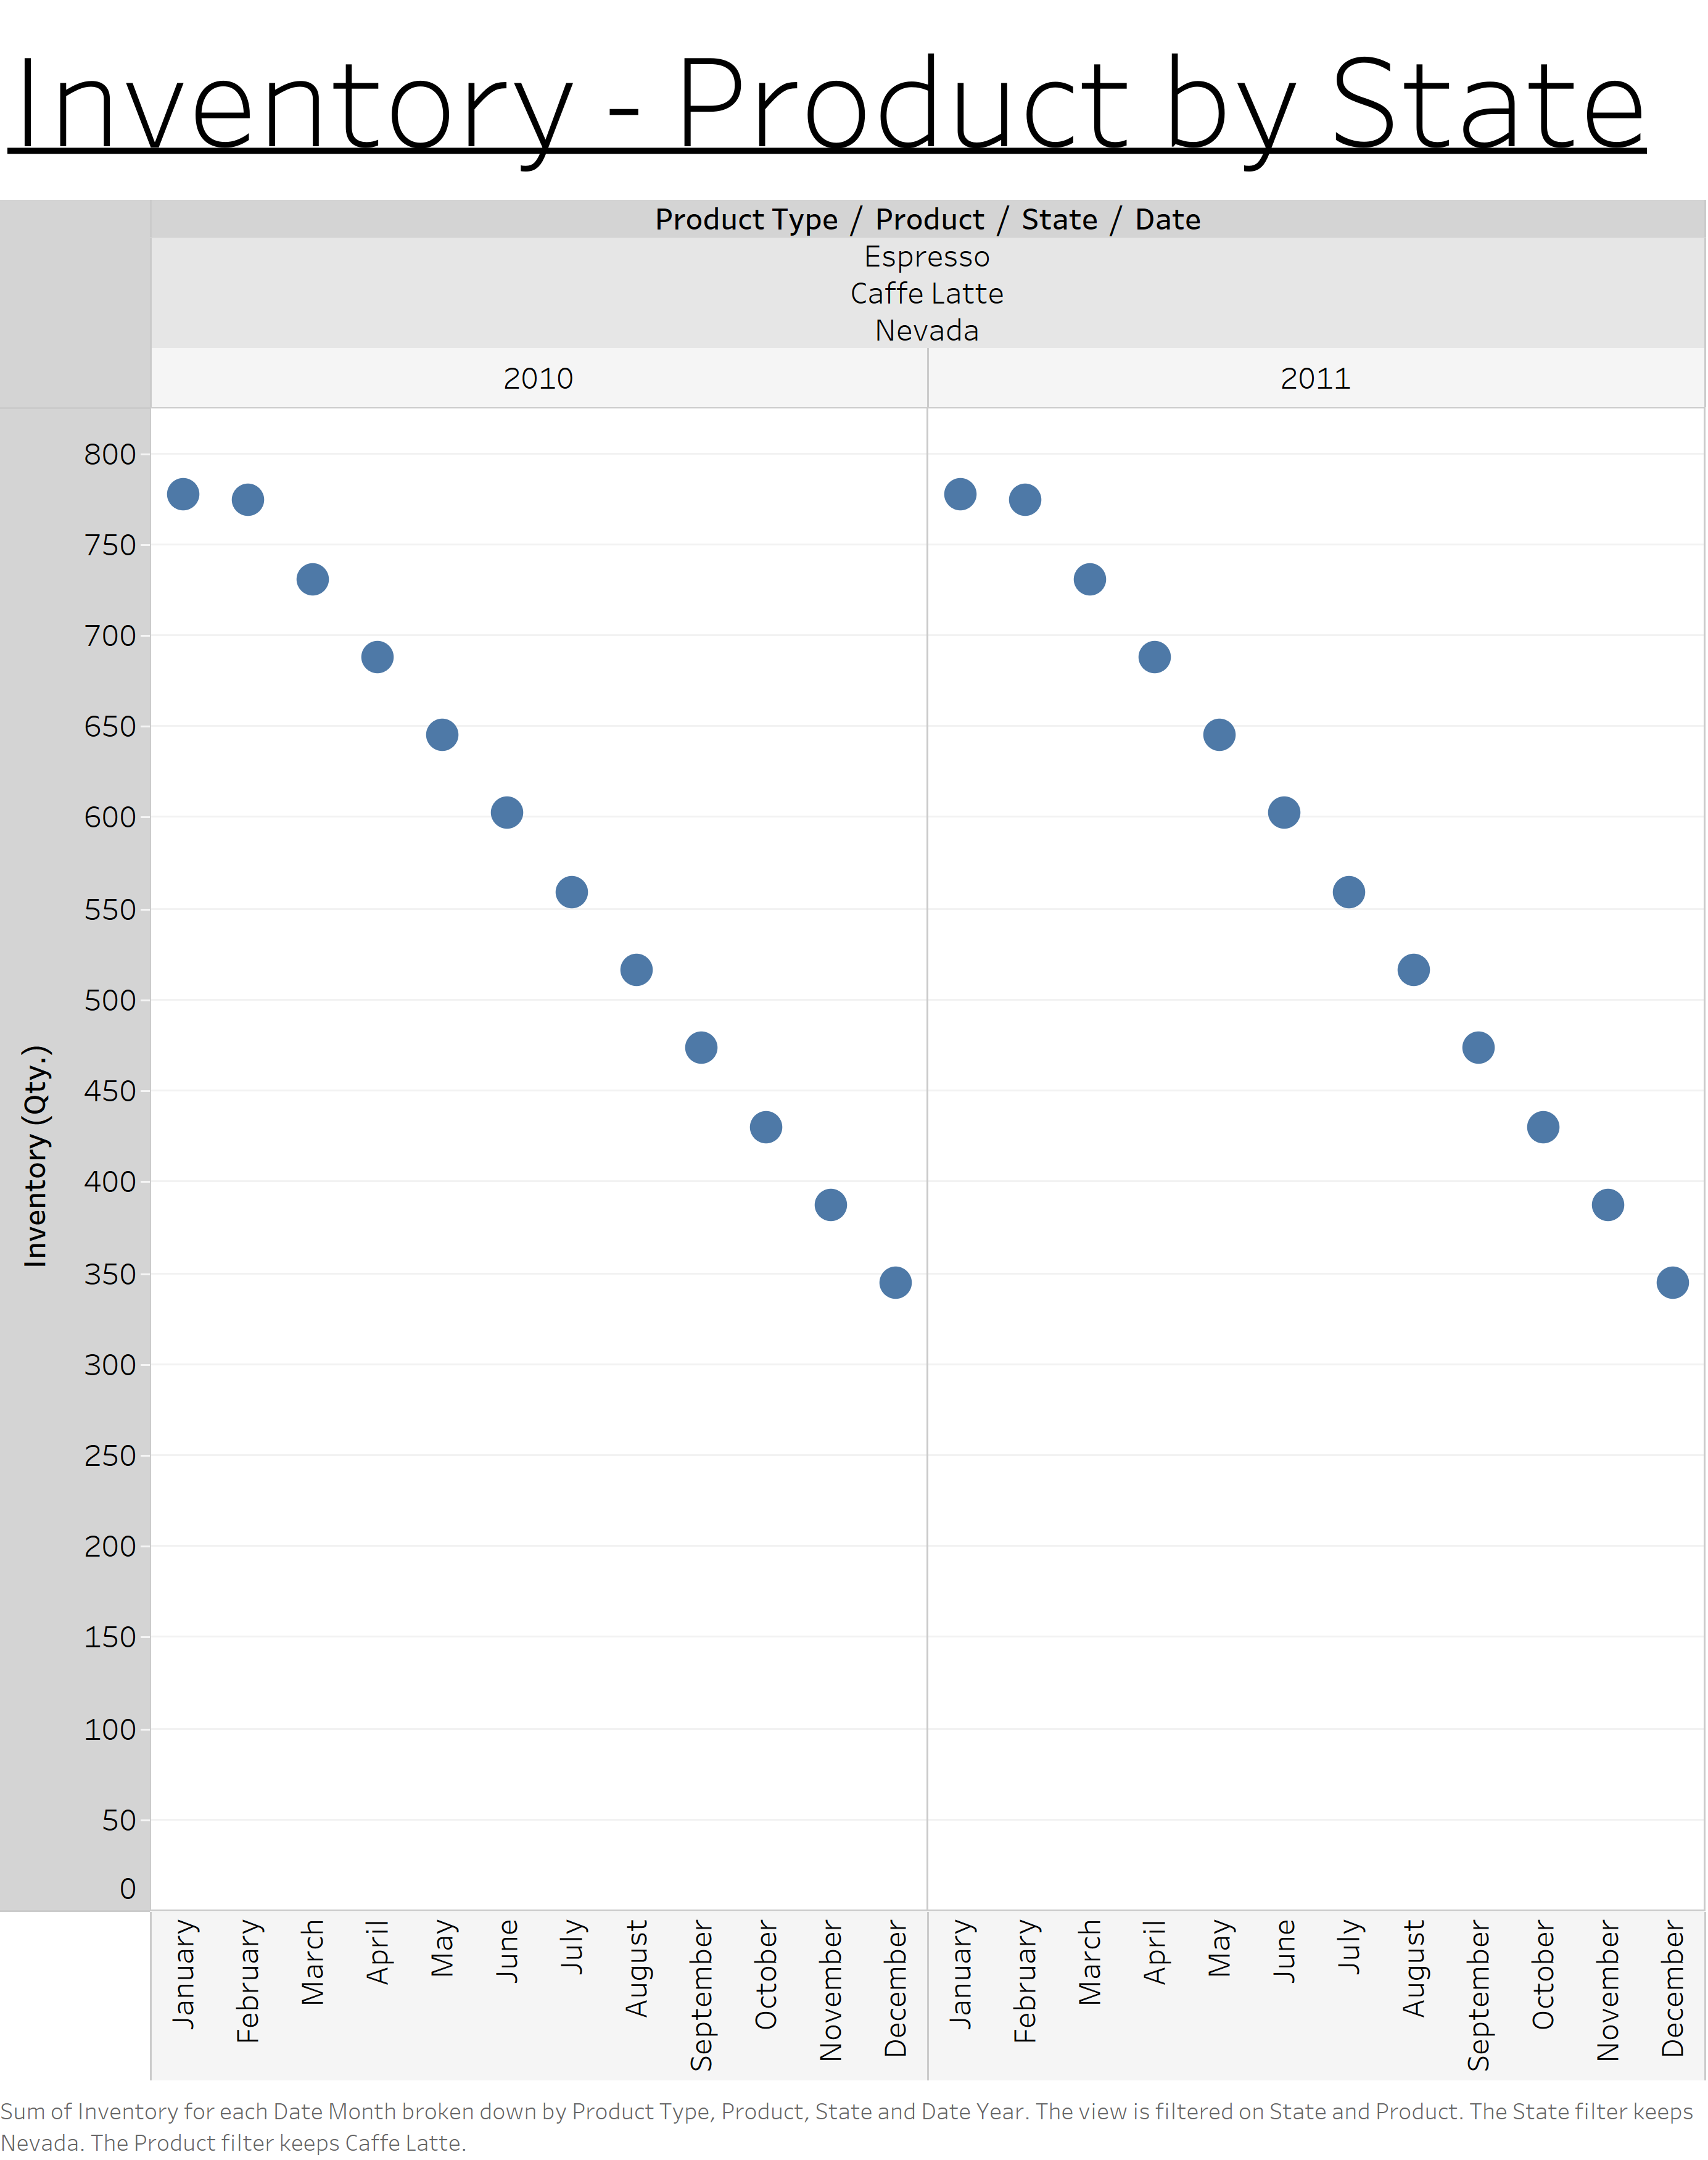 Inventory - Product by State
Product Type / Product / State / Date
Espresso
Caffe Latte
Nevada
2010 2011
800
750
700
650
600
550
500
450
400
350
300
250
200
150
100
50
0
Inventory (Qty.)
January February March April May June July August September October November December January February March April May June July August September October November December
Sum of Inventory for each Date Month broken down by Product Type, Product, State and Date Year. The view is filtered on State and Product. The State filter keeps
Nevada. The Product filter keeps Caffe Latte.